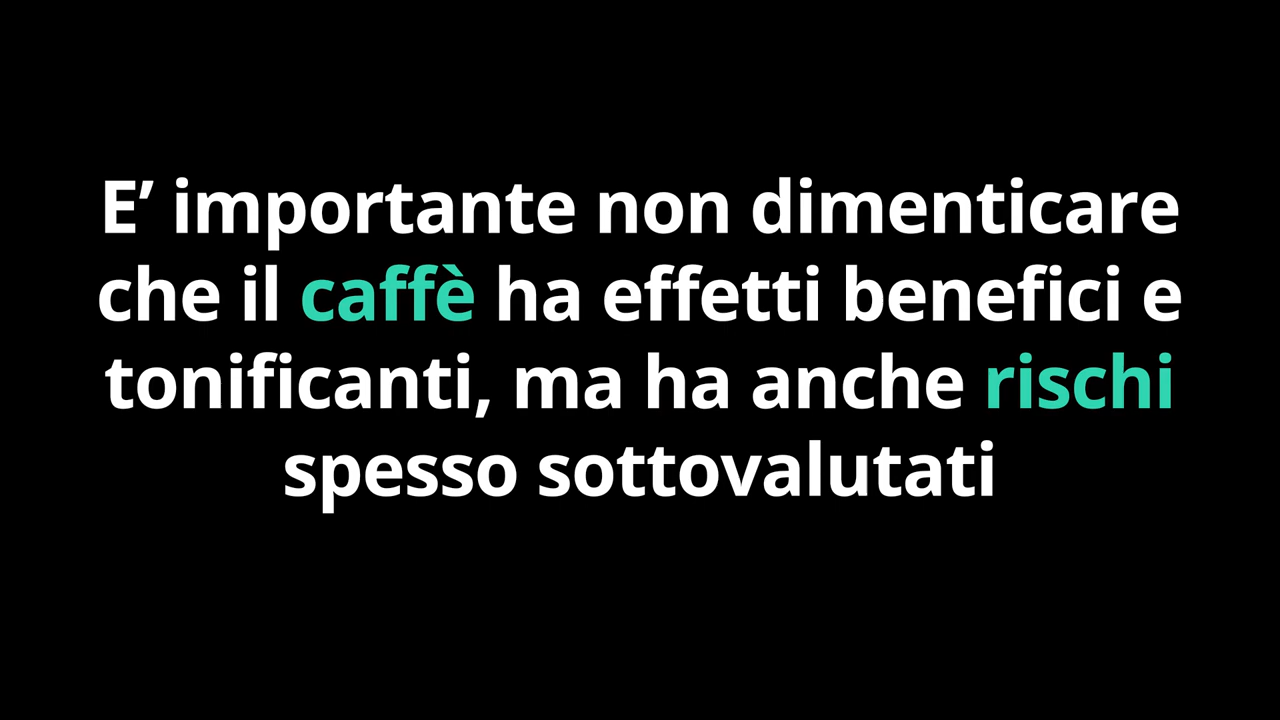 E’ importante non dimenticare
che il caffè ha effetti benefici e
tonificanti, ma ha anche rischi
spesso sottovalutati